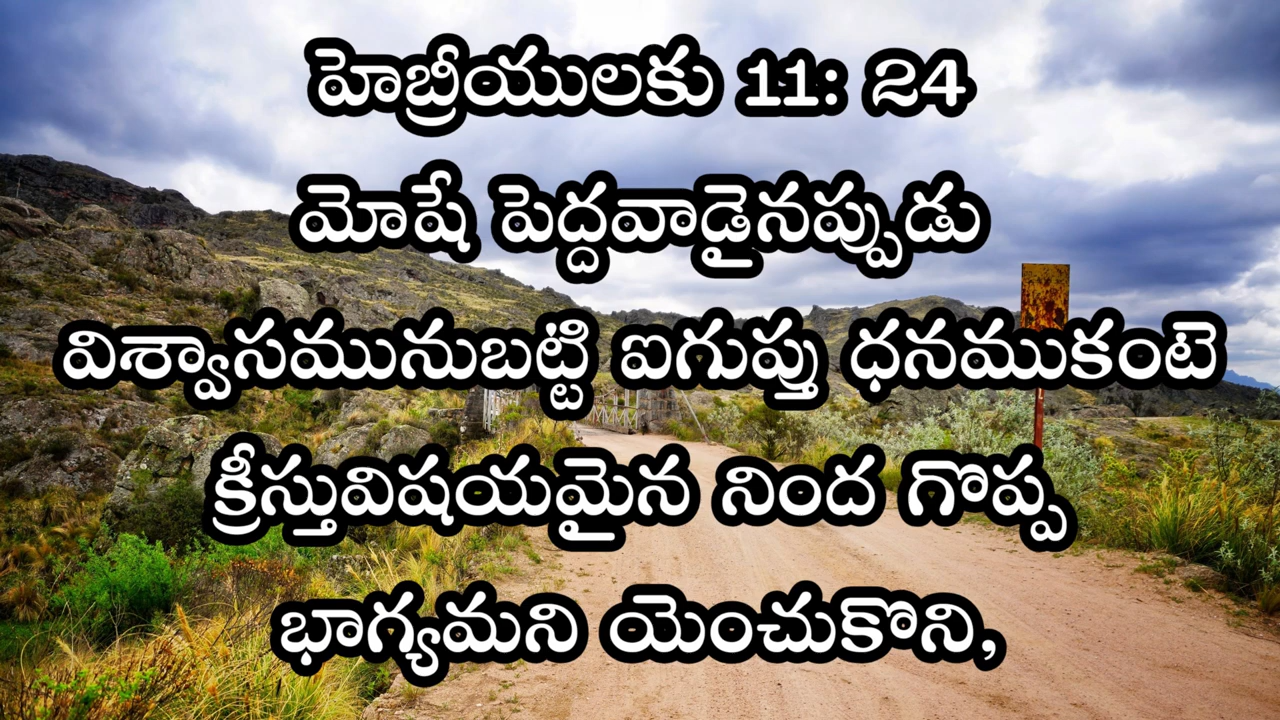 హెబ్రీయులకు 11: 24
మోషే పెద్దవాడైనప్పుడు
విశ్వాసమునుబట్టి ఐగుప్తు ధనముకంటె
క్రీస్తువిషయమైన నింద గొప్ప
భాగ్యమని యెంచుకొని,